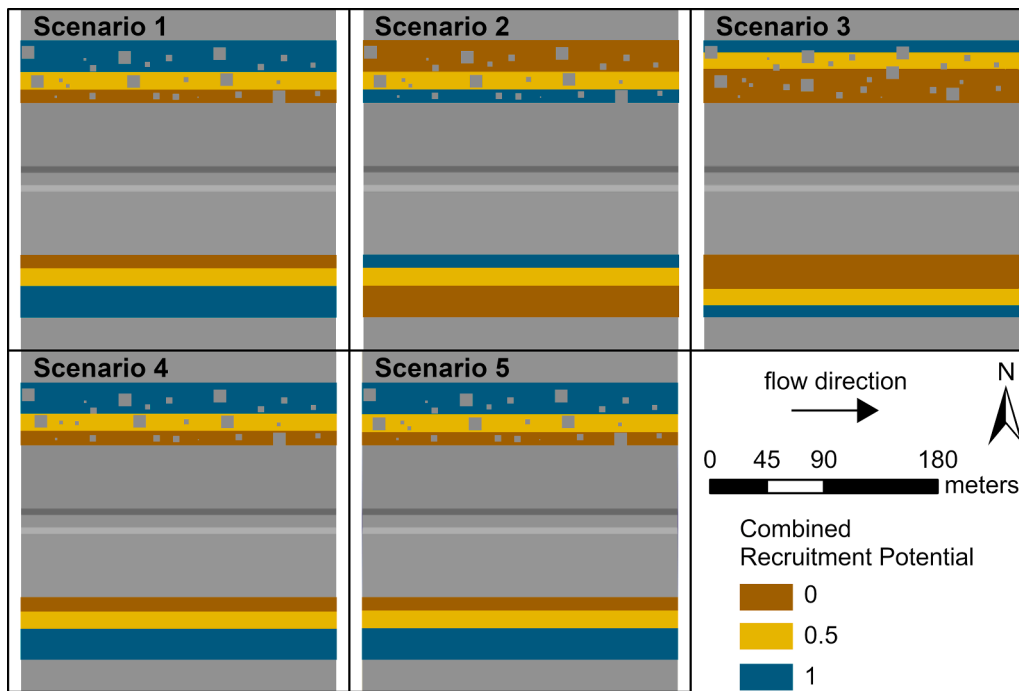 Scenario 1
Scenario 2
Scenario 3
Scenario 4
Scenario 5
flow direction
N
0 45 90 180
meters
Combined
Recruitment Potential
0
0.5
1